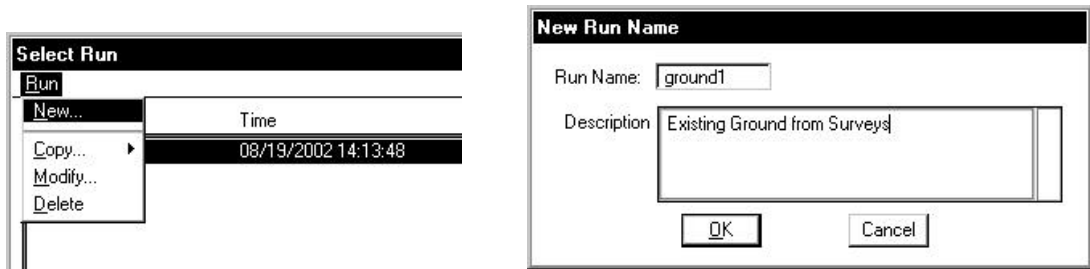 Select Run
Run
New...
Time
08/19/2002 14:13:48
Copy...
Modify...
Delete
New Run Name
Run Name: ground1
Description Existing Ground from Surveys
OK Cancel